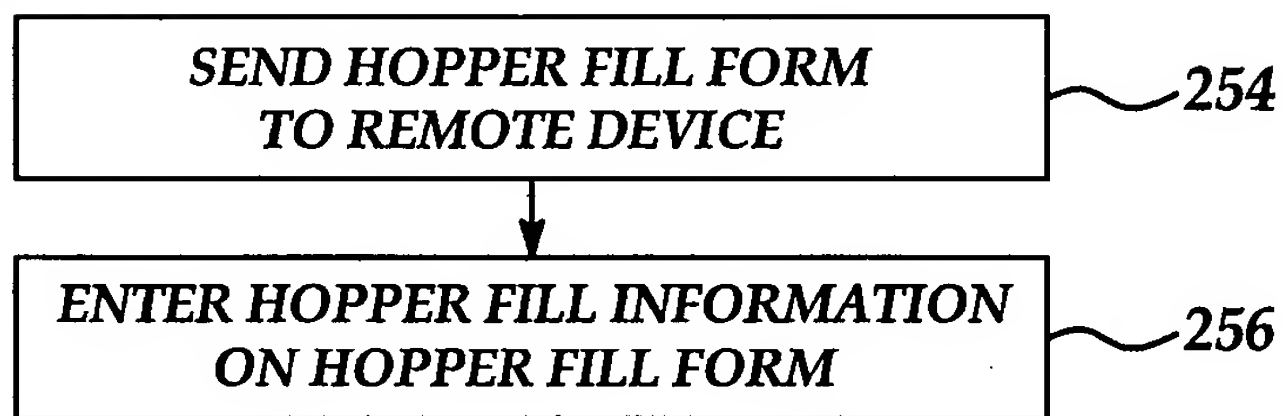 SEND HOPPER FILL FORM
TO REMOTE DEVICE
254
ENTER HOPPER FILL INFORMATION
ON HOPPER FILL FORM
256